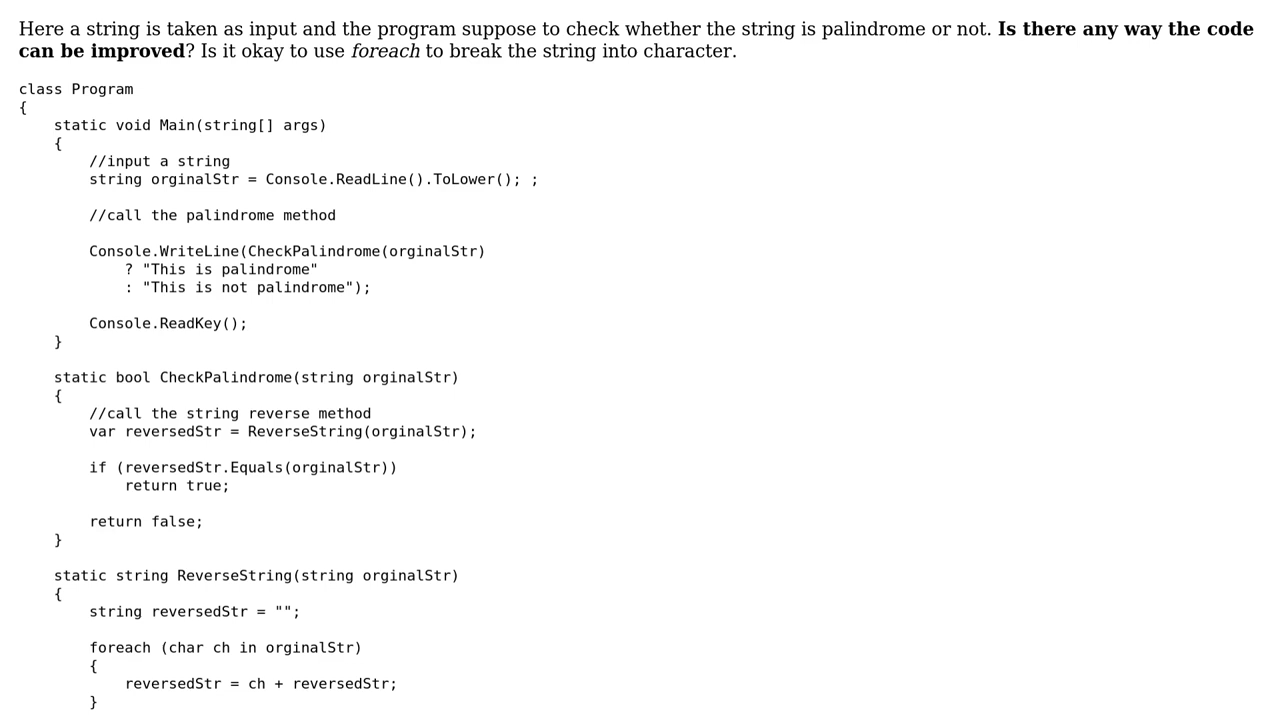 Here a string is taken as input and the program suppose to check whether the string is palindrome or not. Is there any way the code
can be improved? Is it okay to use foreach to break the string into character.
class Program
{
    static void Main(string[] args)
    {
        //input a string
        string orginalStr = Console.ReadLine().ToLower(); ;
        //call the palindrome method
        Console.WriteLine(CheckPalindrome(orginalStr)
            ? "This is palindrome"
            : "This is not palindrome");
        Console.ReadKey();
    }
    static bool CheckPalindrome(string orginalStr)
    {
        //call the string reverse method
        var reversedStr = ReverseString(orginalStr);
        if (reversedStr.Equals(orginalStr))
            return true;
        return false;
    }
    static string ReverseString(string orginalStr)
    {
        string reversedStr = "";
        foreach (char ch in orginalStr)
        {
            reversedStr = ch + reversedStr;
        }